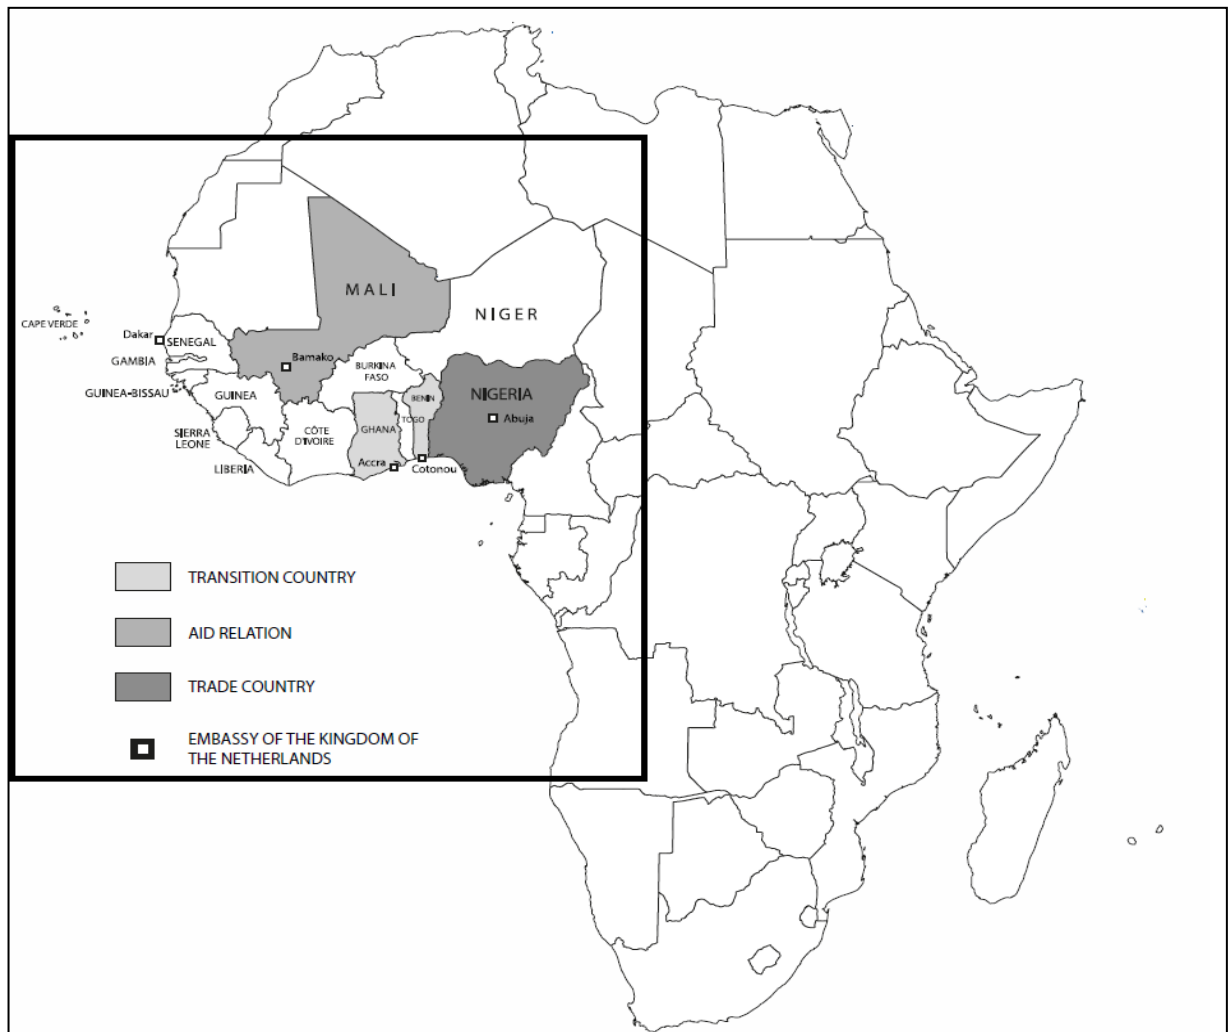 MALI
NIGER
CAPE VERDE
Dakar
SENEGAL
GAMBIA
Bamako
BURKINA
FASO
GUINEA-BISSAU
GUINEA
NIGERIA
BENIN
Abuja
TOGO
GHANA
CÔTE
D'IVOIRE
SIERRA
LEONE
LIBERIA
Accra
Cotonou
TRANSITION COUNTRY
AID RELATION
TRADE COUNTRY
EMBASSY OF THE KINGDOM OF
THE NETHERLANDS